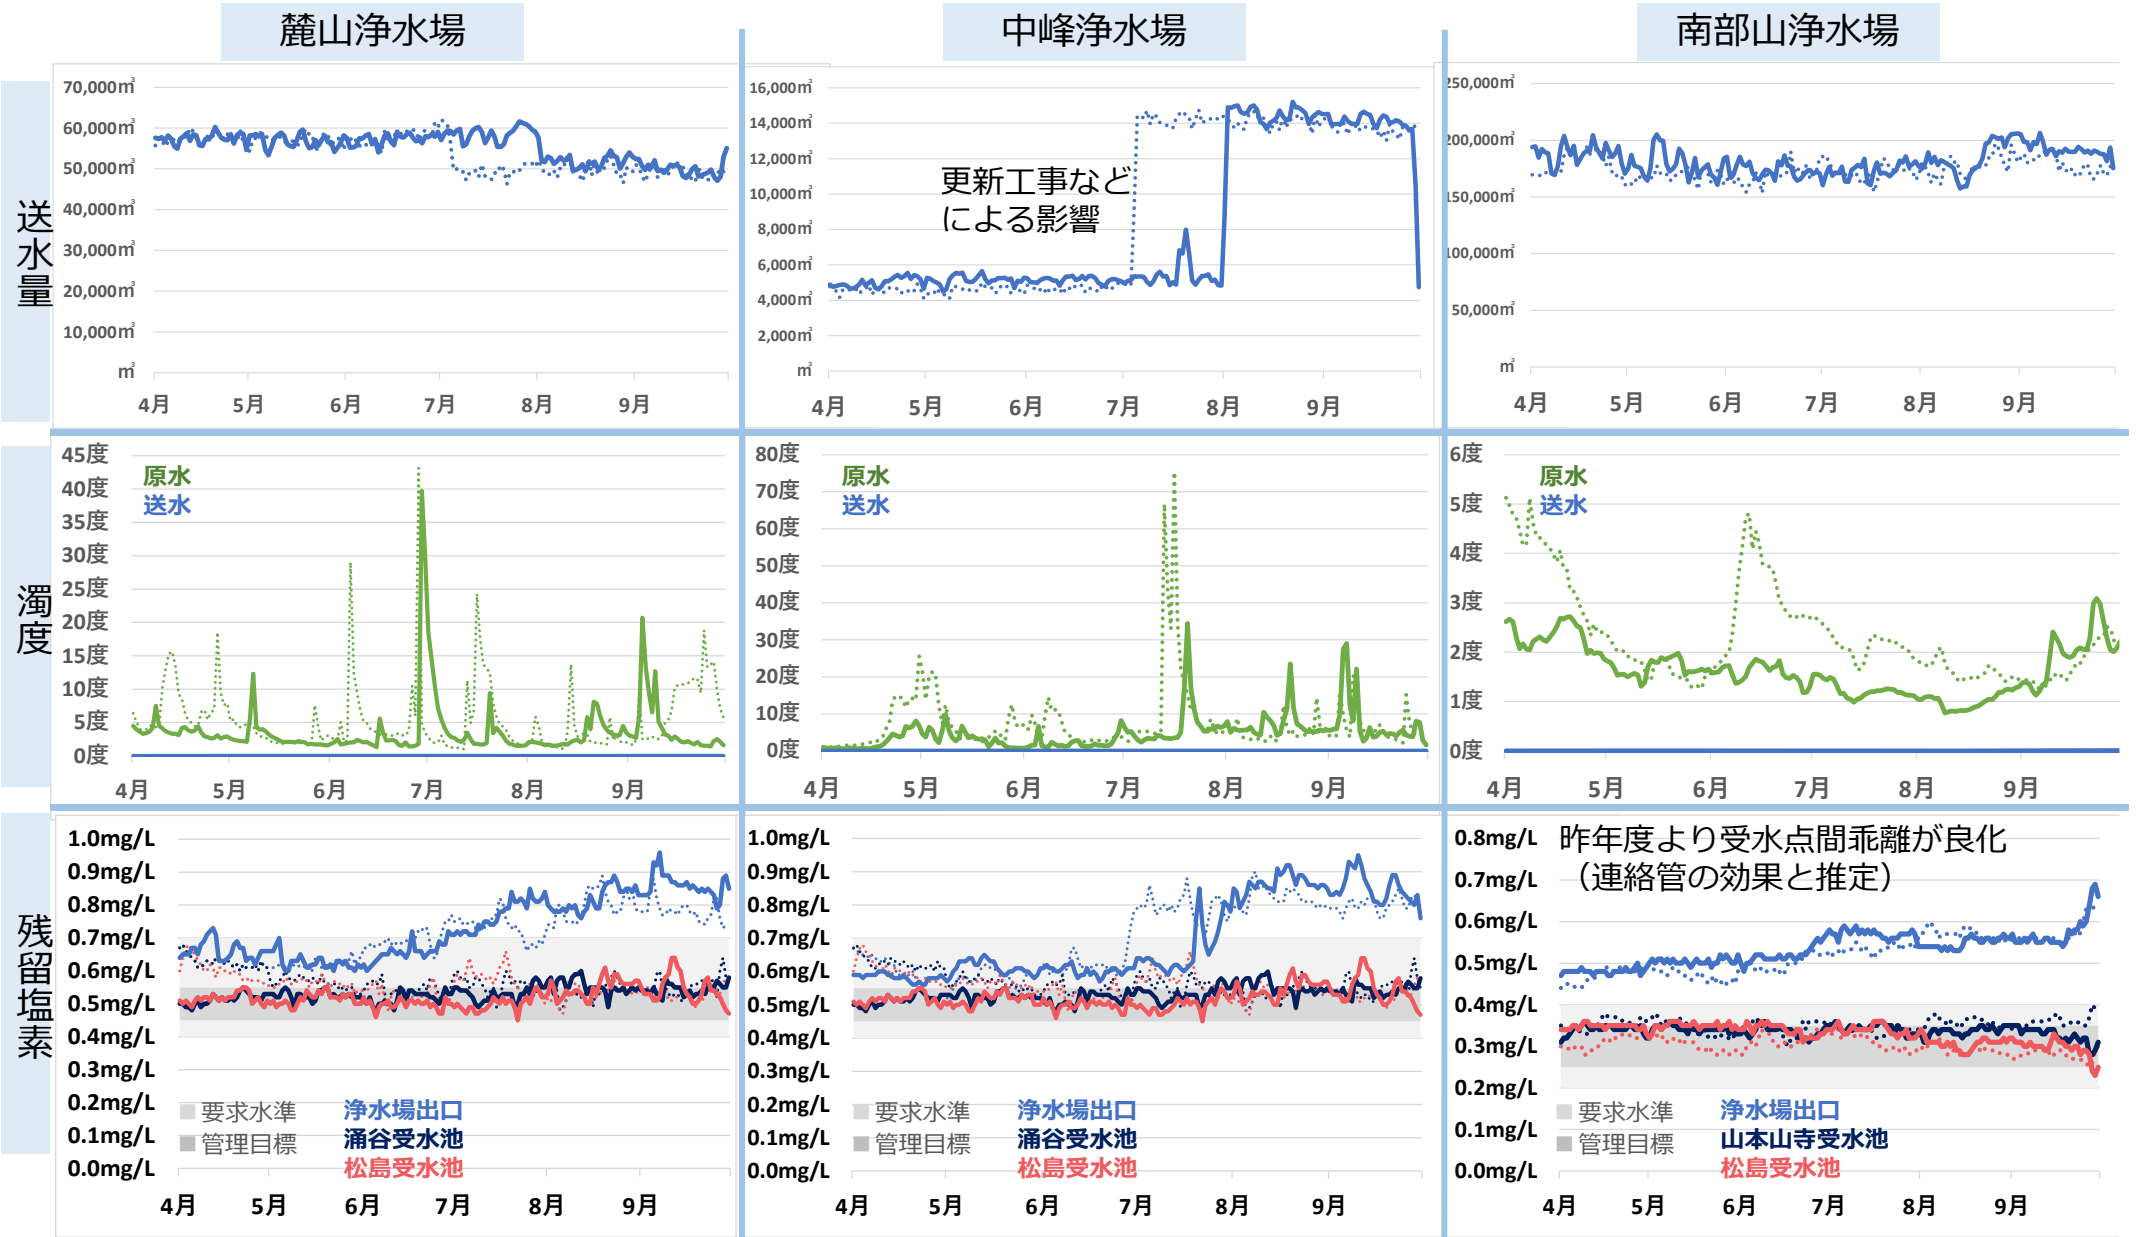 麓山浄水場
中峰浄水場
南部山浄水場
送水量
70,000㎥
60,000㎥
50,000㎥
40,000㎥
30,000㎥
20,000㎥
10,000㎥
㎥
4月 5月 6月 7月 8月 9月
16,000㎥
14,000㎥
12,000㎥
10,000㎥
8,000㎥
6,000㎥
4,000㎥
2,000㎥
㎥
更新工事など
による影響
4月 5月 6月 7月 8月 9月
250,000㎥
200,000㎥
150,000㎥
100,000㎥
50,000㎥
㎥
4月 5月 6月 7月 8月 9月
濁度
45度
40度
35度
30度
25度
20度
15度
10度
5度
0度
原水
送水
4月 5月 6月 7月 8月 9月
80度
70度
60度
50度
40度
30度
20度
10度
0度
原水
送水
4月 5月 6月 7月 8月 9月
6度
5度
4度
3度
2度
1度
0度
原水
送水
4月 5月 6月 7月 8月 9月
残留塩素
1.0mg/L
0.9mg/L
0.8mg/L
0.7mg/L
0.6mg/L
0.5mg/L
0.4mg/L
0.3mg/L
0.2mg/L
0.1mg/L
0.0mg/L
要求水準
管理目標
浄水場出口
涌谷受水池
松島受水池
4月 5月 6月 7月 8月 9月
1.0mg/L
0.9mg/L
0.8mg/L
0.7mg/L
0.6mg/L
0.5mg/L
0.4mg/L
0.3mg/L
0.2mg/L
0.1mg/L
0.0mg/L
要求水準
管理目標
浄水場出口
涌谷受水池
松島受水池
4月 5月 6月 7月 8月 9月
昨年度より受水点間乖離が良化
（連絡管の効果と推定）
0.8mg/L
0.7mg/L
0.6mg/L
0.5mg/L
0.4mg/L
0.3mg/L
0.2mg/L
0.1mg/L
0.0mg/L
要求水準
管理目標
浄水場出口
山本山寺受水池
松島受水池
4月 5月 6月 7月 8月 9月